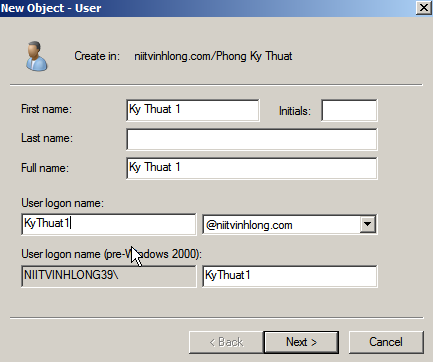 New Object - User
Create in: niitvinhlong.com/Phong Ky Thuat
First name: Ky Thuat 1 Initials:
Last name:
Full name: Ky Thuat 1
User logon name:
KyThuat1 @niitvinhlong.com
User logon name (pre-Windows 2000):
NIITVINHLONG39\ KyThuat1
< Back Next > Cancel